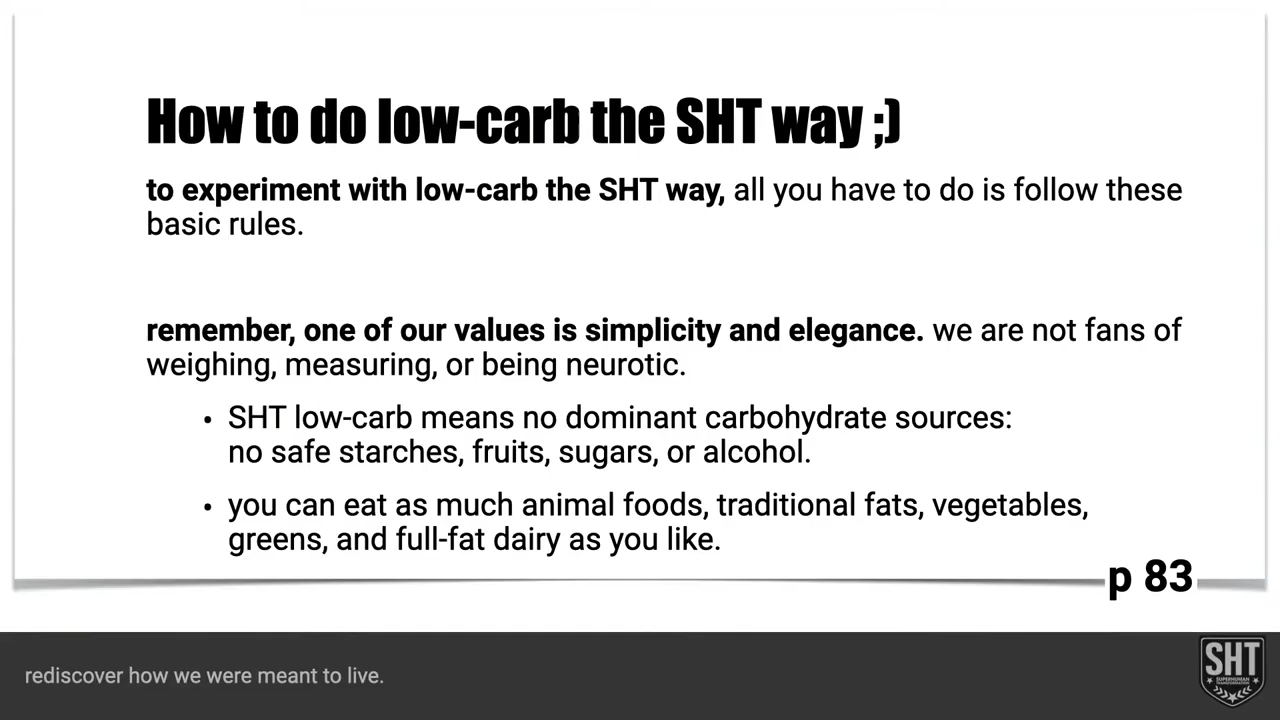 How to do low-carb the SHT way ;)
to experiment with low-carb the SHT way, all you have to do is follow these
basic rules.
remember, one of our values is simplicity and elegance. we are not fans of
weighing, measuring, or being neurotic.
• SHT low-carb means no dominant carbohydrate sources:
no safe starches, fruits, sugars, or alcohol.
• you can eat as much animal foods, traditional fats, vegetables,
greens, and full-fat dairy as you like.
p 83
rediscover how we were meant to live.
SHT
SUPERHUMAN
TRANSFORMATION